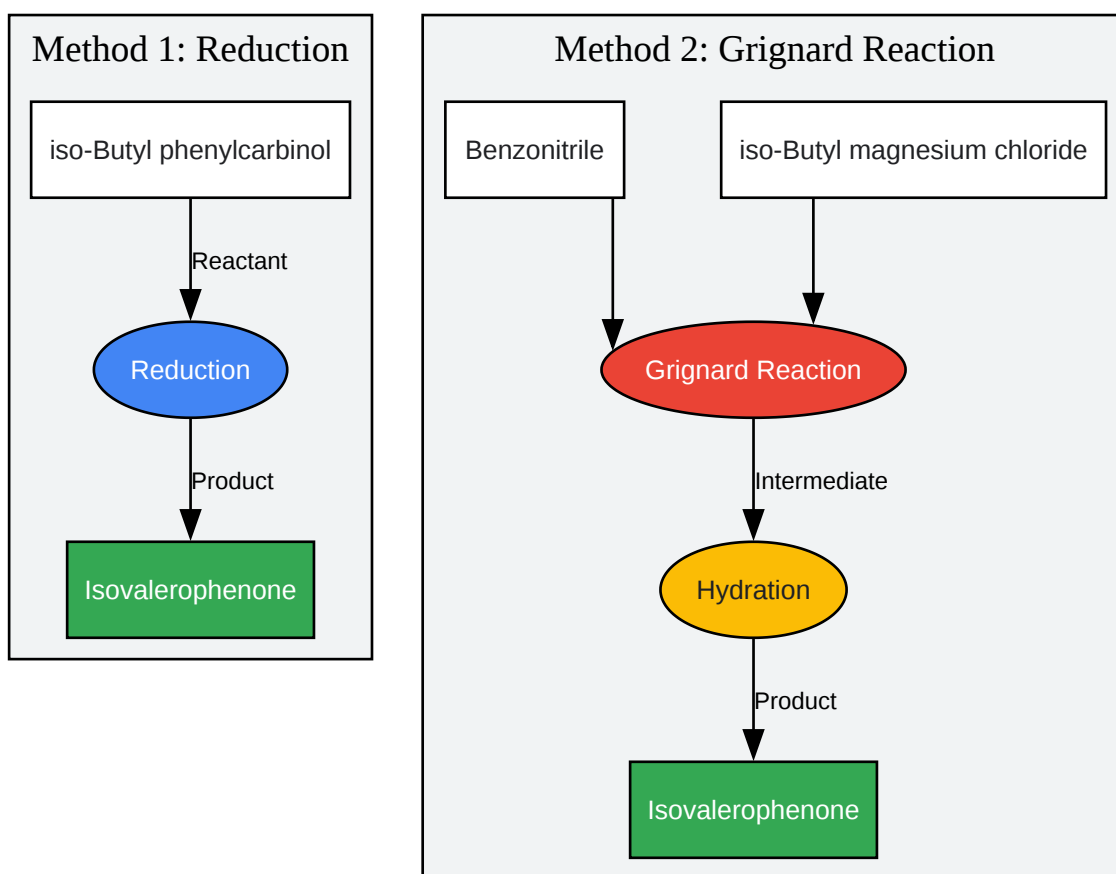 Method 1: Reduction
iso-Butyl phenylcarbinol
Reactant
Reduction
Product
Isovalerophenone
Method 2: Grignard Reaction
Benzonitrile
iso-Butyl magnesium chloride
Grignard Reaction
Intermediate
Hydration
Product
Isovalerophenone